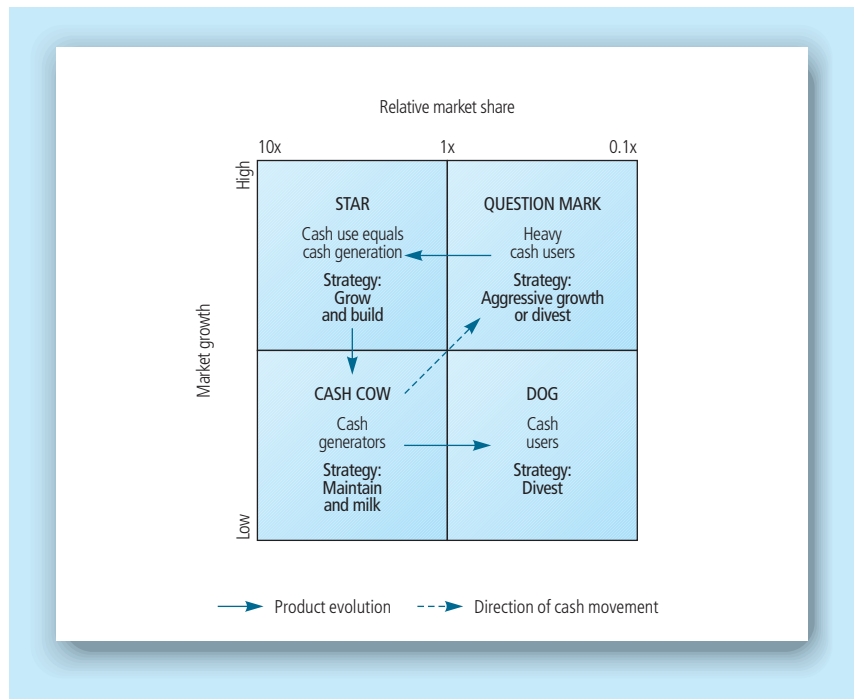 Relative market share
10x 1x 0.1x
High
STAR
Cash use equals
cash generation
Strategy:
Grow
and build
QUESTION MARK
Heavy
cash users
Strategy:
Aggressive growth
or divest
Market growth
CASH COW
Cash
generators
Strategy:
Maintain
and milk
DOG
Cash
users
Strategy:
Divest
Low
Product evolution
Direction of cash movement